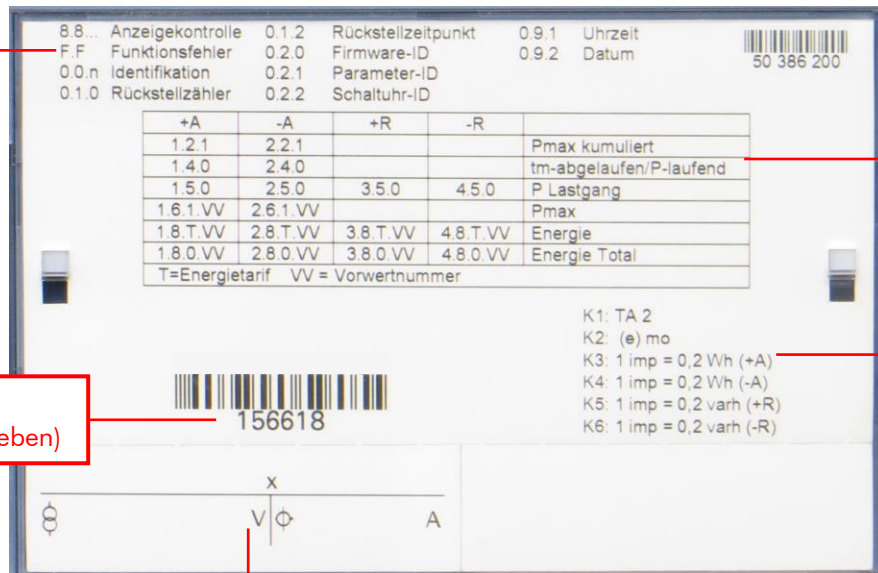 8.8... Anzeigekontrolle 0.1.2 Rückstellzeitpunkt 0.9.1 Uhrzeit
F.F Funktionsfehler 0.2.0 Firmware-ID 0.9.2 Datum
50 386 200
0.0.n Identifikation 0.2.1 Parameter-ID
0.1.0 Rückstellzähler 0.2.2 Schaltuhr-ID
+A -A +R -R
1.2.1 2.2.1 Pmax kumuliert
1.4.0 2.4.0 tm-abgelaufen/P-laufend
1.5.0 2.5.0 3.5.0 4.5.0 P Lastgang
1.6.1.VV 2.6.1.VV Pmax
1.8.T.VV 2.8.T.VV 3.8.T.VV 4.8.T.VV Energie
1.8.0.VV 2.8.0.VV 3.8.0.VV 4.8.0.VV Energie Total
T=Energietarif VV = Vorwertnummer
K1: TA 2
K2: (e) mo
K3: 1 imp = 0,2 Wh (+A)
K4: 1 imp = 0,2 Wh (-A)
K5: 1 imp = 0,2 varh (+R)
K6: 1 imp = 0,2 varh (-R)
156618
eben)
x
V A